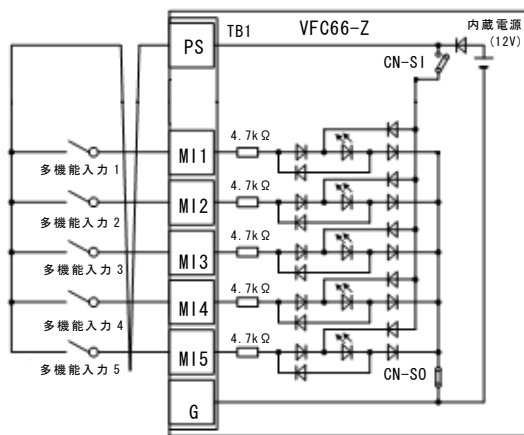 TB1 VFC66-Z 内蔵電源
PS (12V)
CN-SI
4.7kΩ
MI1
多機能入力 1
4.7kΩ
MI2
多機能入力 2
4.7kΩ
MI3
多機能入力 3
4.7kΩ
MI4
多機能入力 4
4.7kΩ
MI5
多機能入力 5
CN-SO
G